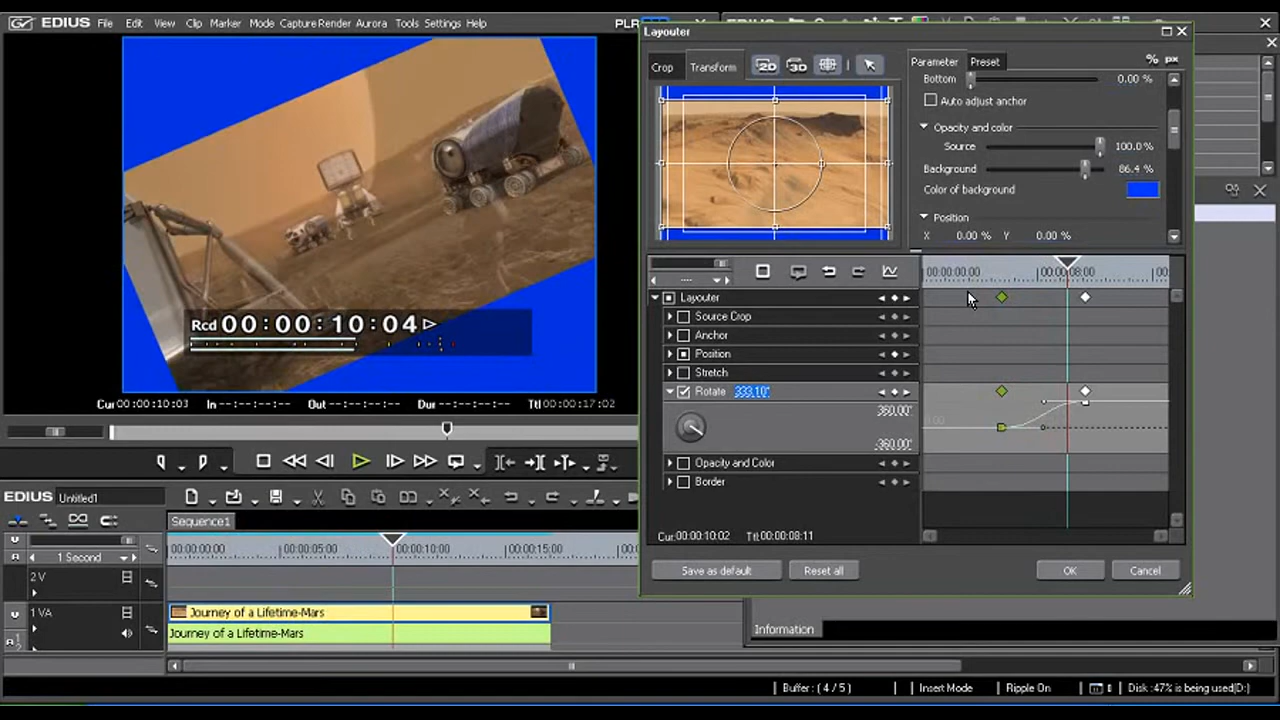 EDIUS File Edit View Clip Marker Mode Capture Render Aurora Tools Settings Help
PLR
EDIUS
Rcd 00:00:10:04
Cur 00:00:10:03 In --:--:--:-- Out --:--:--:-- Dur --:--:--:-- Ttl 00:00:17:02
Layouter
Crop Transform 2D 3D
Parameter Preset % px
Bottom 0.00 %
Auto adjust anchor
Opacity and color
Source 100.0%
Background 86.4 %
Color of background
Position
X 0.00 % Y 0.00 %
00:00:00:00 00:00:08:00 00:
Layouter
Source Crop
Anchor
Position
Stretch
Rotate 333.10°
360.00°
-360.00°
Opacity and Color
Border
Cur:00:00:10:02 Ttl:00:00:08:11
Save as default Reset all OK Cancel
EDIUS Untitled1
Sequence1
1 Second 00:00:00:00 00:00:05:00 00:00:10:00 00:00:15:00
2 V
1 VA Journey of a Lifetime-Mars
Journey of a Lifetime-Mars
Information
Buffer : ( 4 / 5 ) Insert Mode Ripple On Disk :47% is being used(D:)